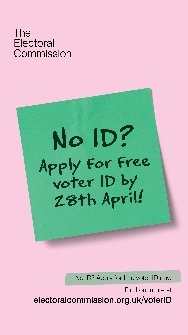 The
Electoral
Commission
No ID?
Apply for free
voter ID by
28th April!
electoralcommission.org.uk/voterID